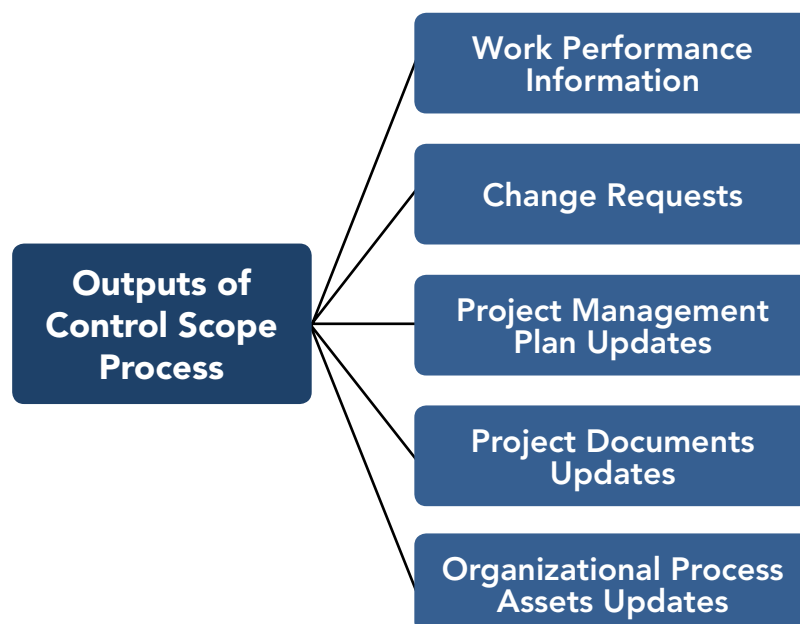 Outputs of
Control Scope
Process
Work Performance
Information
Change Requests
Project Management
Plan Updates
Project Documents
Updates
Organizational Process
Assets Updates